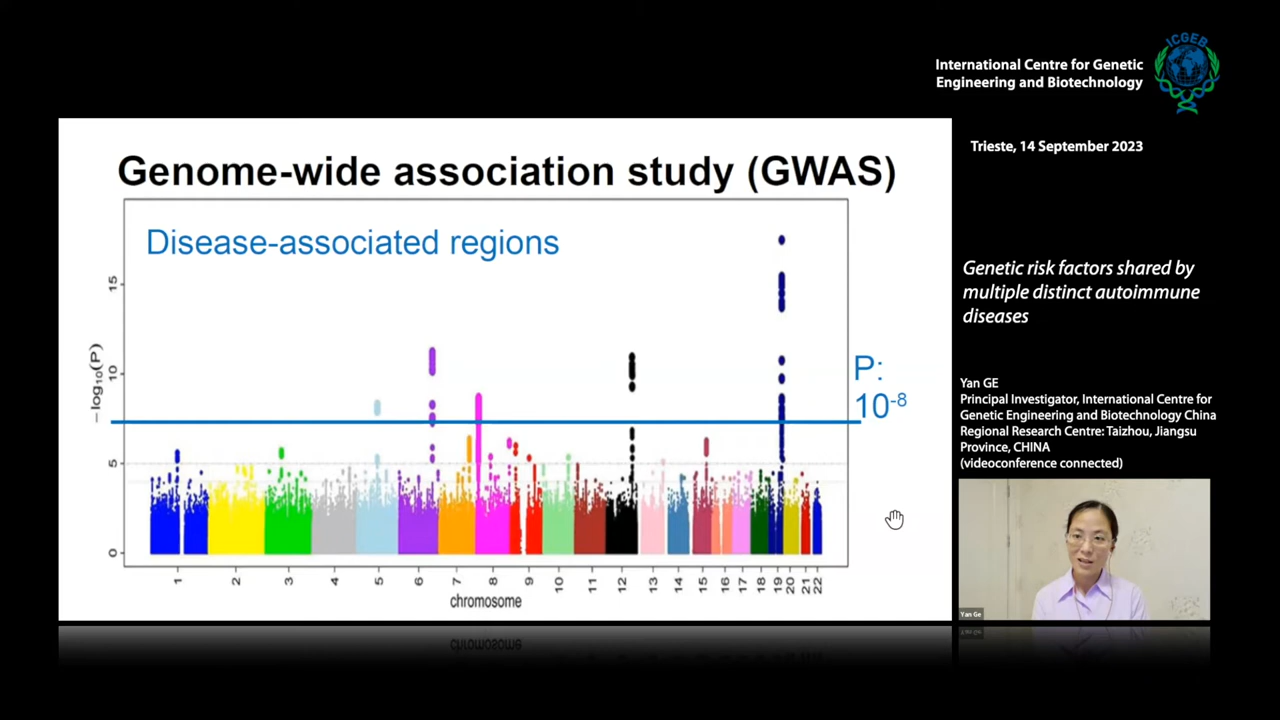 ICGEB
International Centre for Genetic
Engineering and Biotechnology
Trieste, 14 September 2023
Genome-wide association study (GWAS)
Disease-associated regions
−log10(P)
15
10
5
0
P:
10-8
1 2 3 4 5 6 7 8 9 10 11 12 13 14 15 16 17 18 19 20 21 22
chromosome
Genetic risk factors shared by
multiple distinct autoimmune
diseases
Yan GE
Principal Investigator, International Centre for
Genetic Engineering and Biotechnology China
Regional Research Centre: Taizhou, Jiangsu
Province, CHINA
(videoconference connected)
Yan Ge